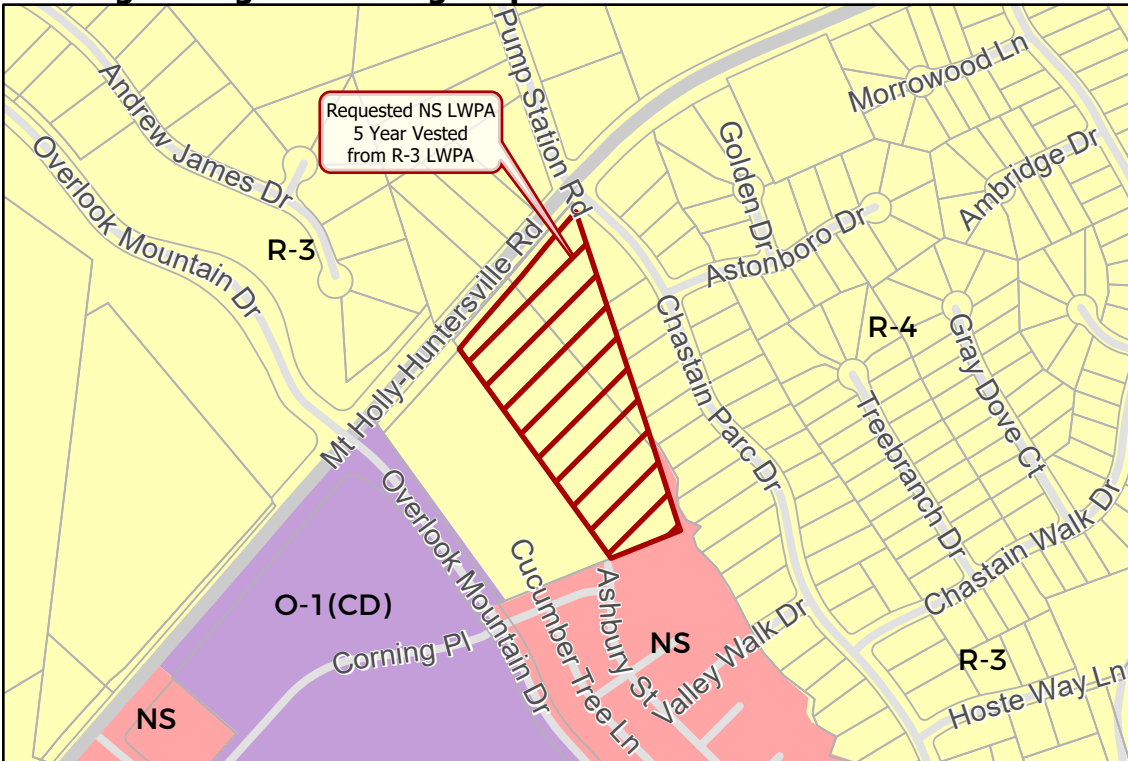 Pump Station Rd
Morrowood Ln
Andrew James Dr
Requested NS LWPA
5 Year Vested
from R-3 LWPA
Golden Dr
Ambridge Dr
Overlook Mountain Dr
R-3
Mt Holly-Huntersville Rd
Astonboro Dr
Chastain Parc Dr
R-4
Gray Dove Ct
Treebranch Dr
Overlook Mountain Dr
Chastain Walk Dr
Cucumber Tree Ln
Ashbury St
O-1(CD)
Corning Pl
NS
Valley Walk Dr
R-3
Hoste Way Ln
NS